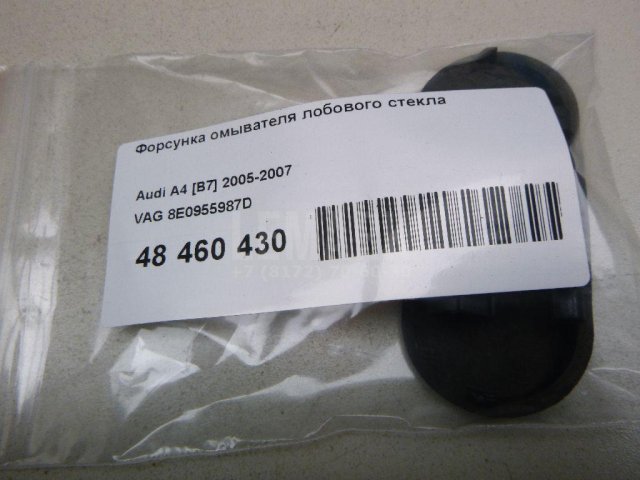 Форсунка омывателя лобового стекла
Audi A4 [B7] 2005-2007
VAG 8E0955987D
48 460 430